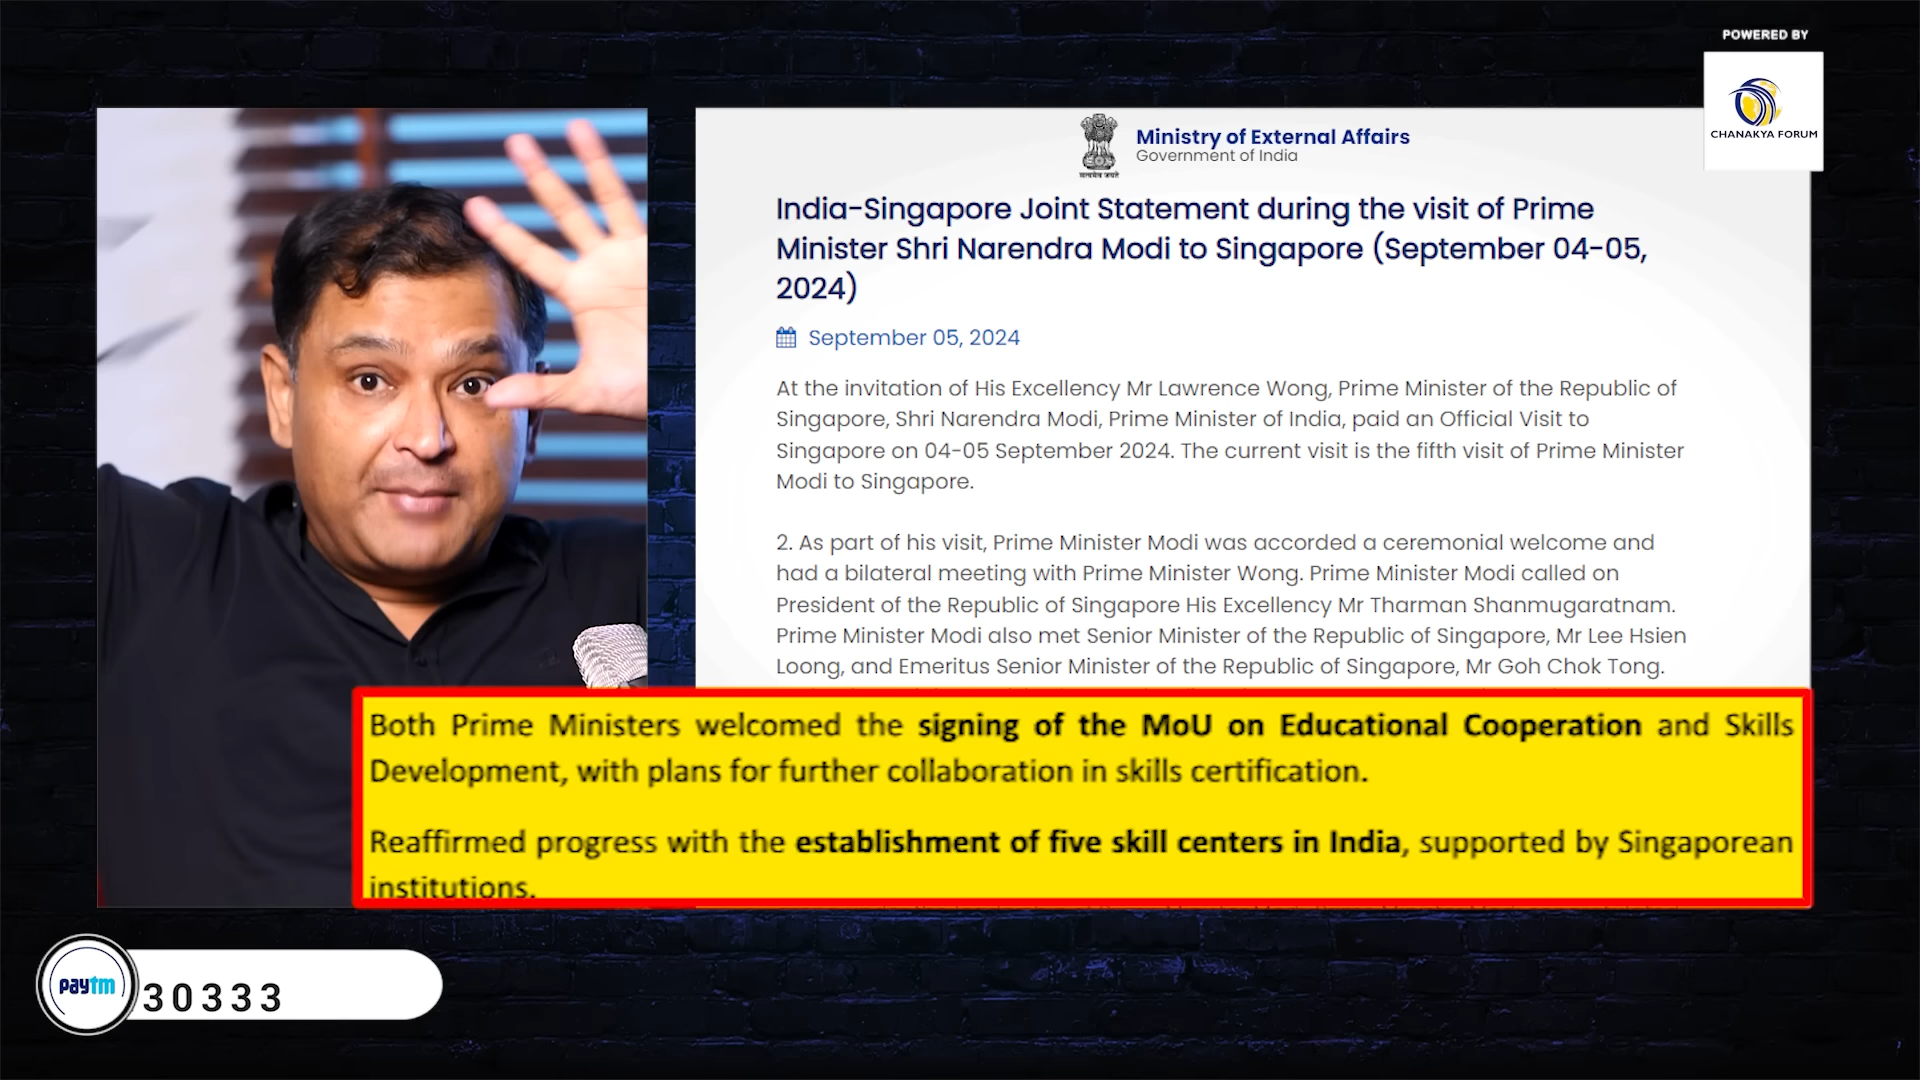 POWERED BY
CHANAKYA FORUM
Ministry of External Affairs
Government of India
सत्यमेव जयते
India-Singapore Joint Statement during the visit of Prime
Minister Shri Narendra Modi to Singapore (September 04-05,
2024)
September 05, 2024
At the invitation of His Excellency Mr Lawrence Wong, Prime Minister of the Republic of
Singapore, Shri Narendra Modi, Prime Minister of India, paid an Official Visit to
Singapore on 04-05 September 2024. The current visit is the fifth visit of Prime Minister
Modi to Singapore.
2. As part of his visit, Prime Minister Modi was accorded a ceremonial welcome and
had a bilateral meeting with Prime Minister Wong. Prime Minister Modi called on
President of the Republic of Singapore His Excellency Mr Tharman Shanmugaratnam.
Prime Minister Modi also met Senior Minister of the Republic of Singapore, Mr Lee Hsien
Loong, and Emeritus Senior Minister of the Republic of Singapore, Mr Goh Chok Tong.
Both Prime Ministers welcomed the signing of the MoU on Educational Cooperation and Skills
Development, with plans for further collaboration in skills certification.
Reaffirmed progress with the establishment of five skill centers in India, supported by Singaporean
institutions.
paytm
30333